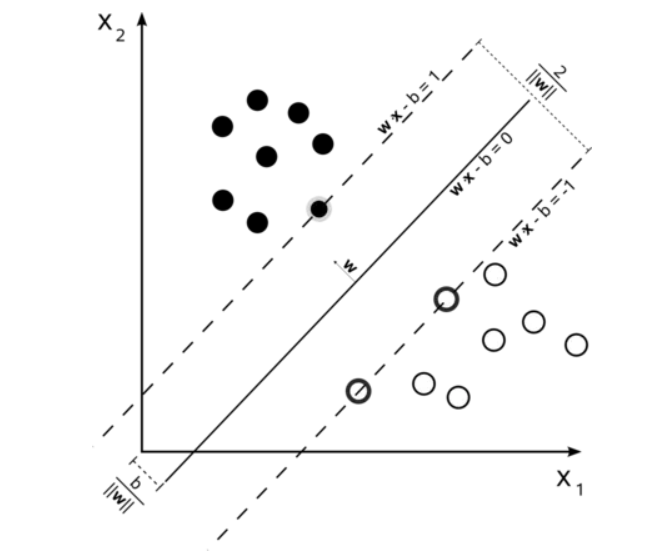 X₂
w x - b = 1
2
‖w‖
w x - b = 0
w x - b = -1
w
b
‖w‖
X₁